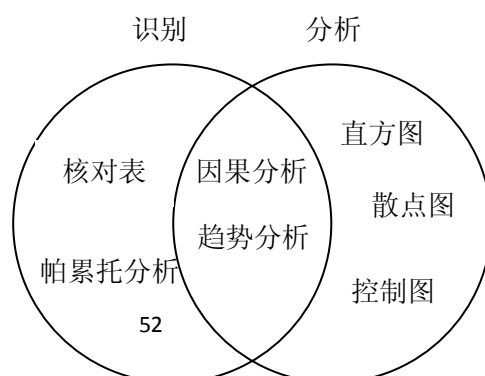 识别 分析
直方图
核对表 因果分析
散点图
趋势分析
帕累托分析
控制图
52